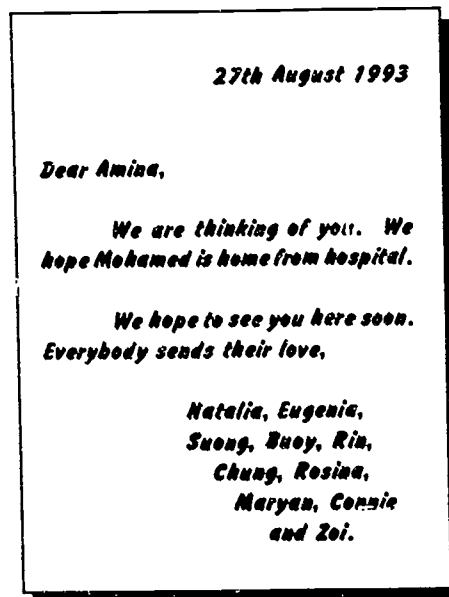 27th August 1993
Dear Amina,
We are thinking of you. We
hope Mohamed is home from hospital.
We hope to see you here soon.
Everybody sends their love,
Natalia, Eugenia,
Suong, Buoy, Rin,
Chung, Rosina,
Maryan, Connie
and Zoi.